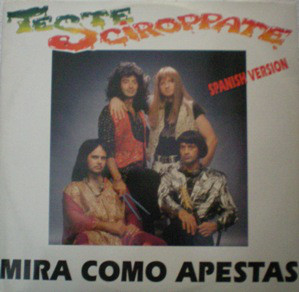 TESTE
SCIROPPATE
SPANISH VERSION
MIRA COMO APESTAS